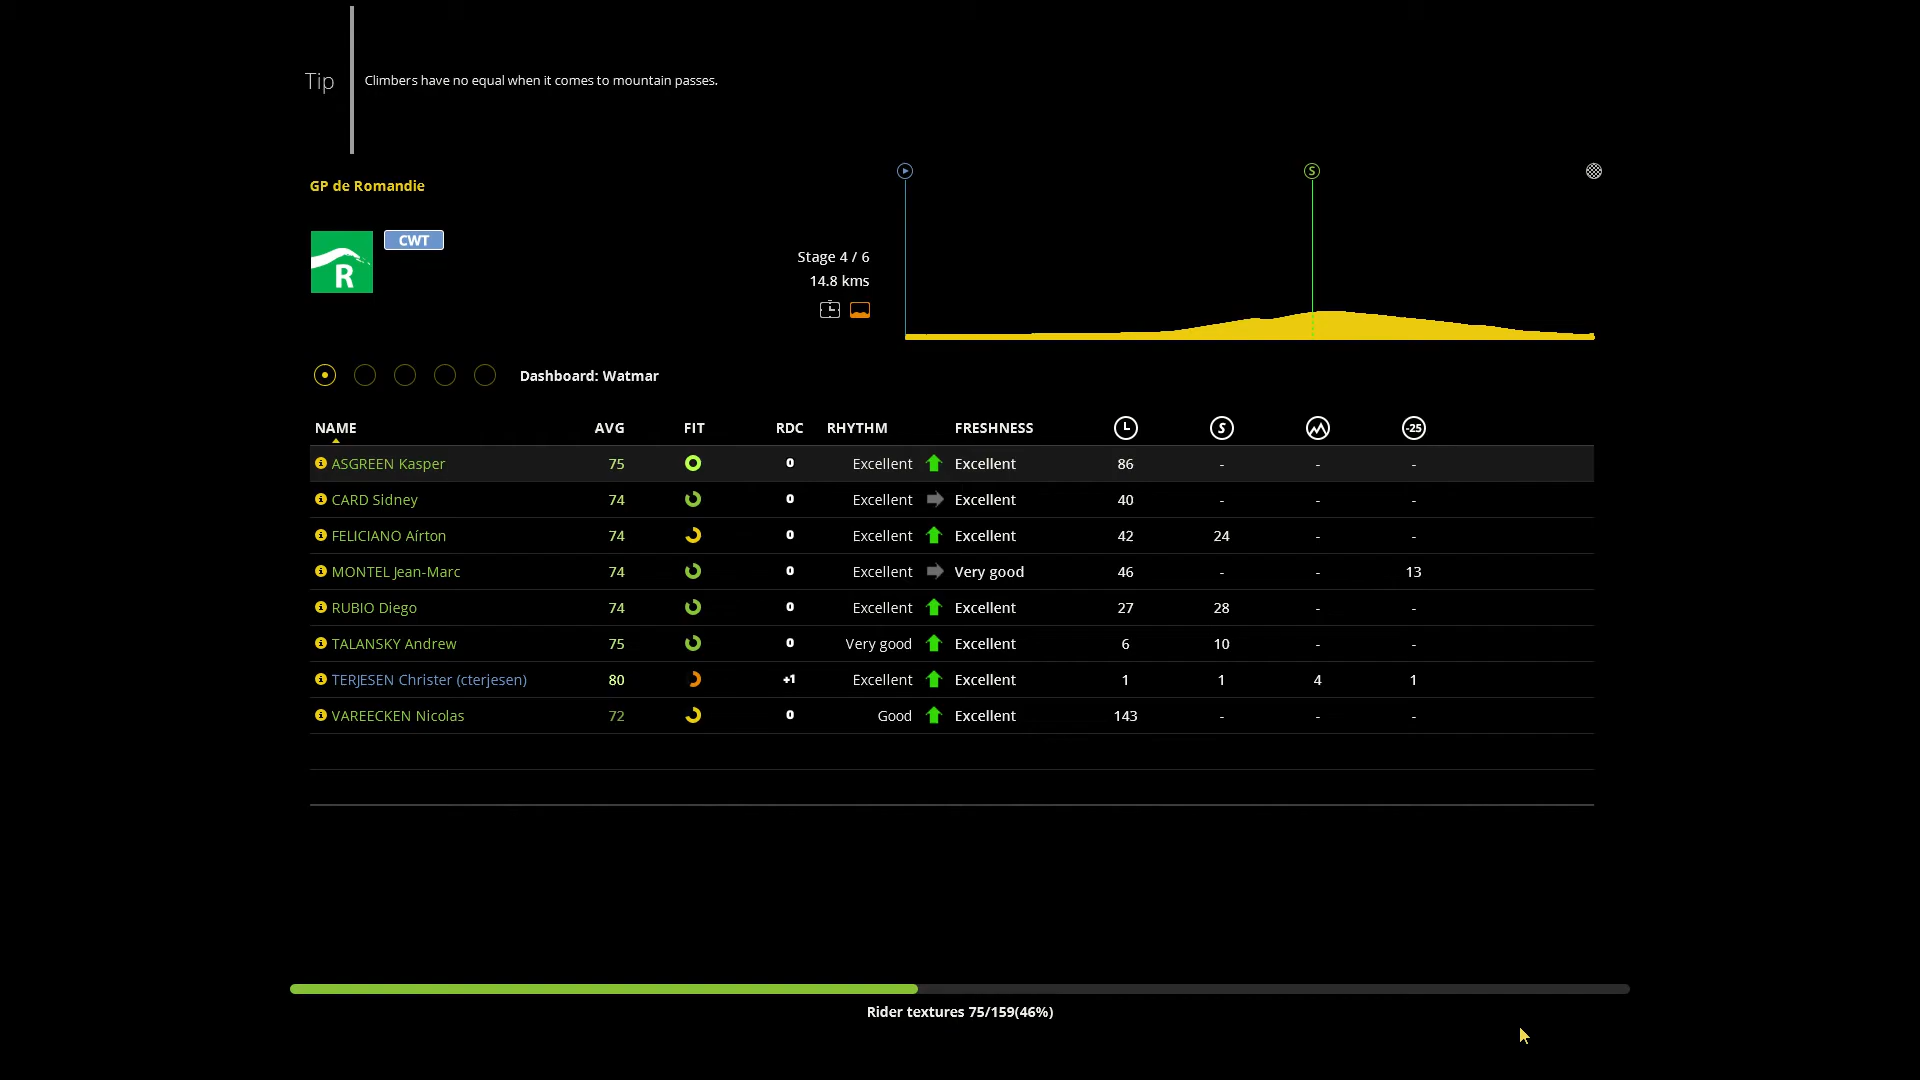 Tip
Climbers have no equal when it comes to mountain passes.
GP de Romandie
R
CWT
Stage 4 / 6
14.8 kms
S
Dashboard: Watmar
NAME AVG FIT RDC RHYTHM FRESHNESS S -25
ASGREEN Kasper 75 0 Excellent Excellent 86 - - -
CARD Sidney 74 0 Excellent Excellent 40 - - -
FELICIANO Aírton 74 0 Excellent Excellent 42 24 - -
MONTEL Jean-Marc 74 0 Excellent Very good 46 - - 13
RUBIO Diego 74 0 Excellent Excellent 27 28 - -
TALANSKY Andrew 75 0 Very good Excellent 6 10 - -
TERJESEN Christer (cterjesen) 80 +1 Excellent Excellent 1 1 4 1
VAREECKEN Nicolas 72 0 Good Excellent 143 - - -
Rider textures 75/159(46%)